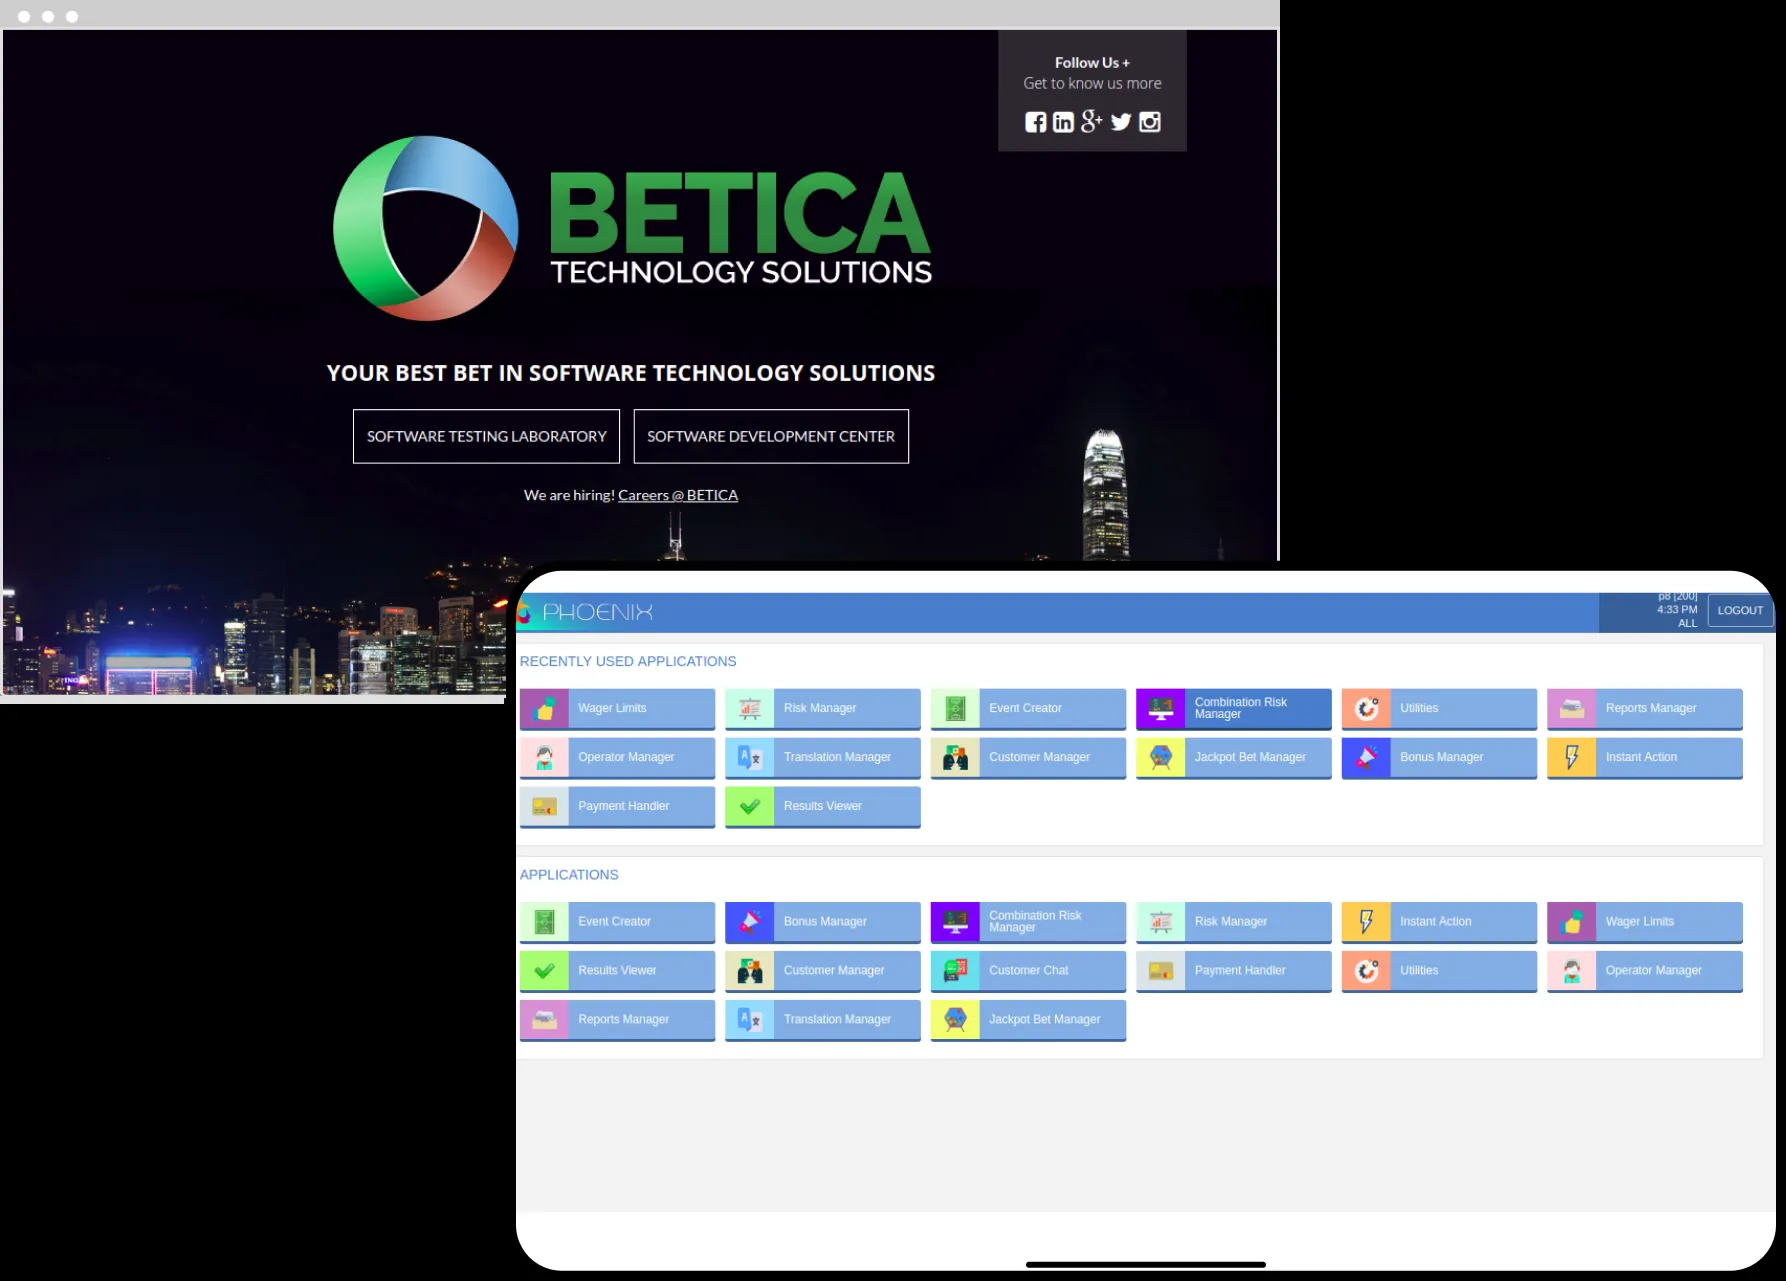 Follow Us +
Get to know us more
BETICA
TECHNOLOGY SOLUTIONS
YOUR BEST BET IN SOFTWARE TECHNOLOGY SOLUTIONS
SOFTWARE TESTING LABORATORY
SOFTWARE DEVELOPMENT CENTER
We are hiring! Careers @ BETICA
PHOENIX
p8 [200]
4:33 PM
ALL
LOGOUT
RECENTLY USED APPLICATIONS
Wager Limits
Risk Manager
Event Creator
Combination Risk
Manager
Utilities
Reports Manager
Operator Manager
Translation Manager
Customer Manager
Jackpot Bet Manager
Bonus Manager
Instant Action
Payment Handler
Results Viewer
APPLICATIONS
Event Creator
Bonus Manager
Combination Risk
Manager
Risk Manager
Instant Action
Wager Limits
Results Viewer
Customer Manager
Customer Chat
Payment Handler
Utilities
Operator Manager
Reports Manager
Translation Manager
Jackpot Bet Manager